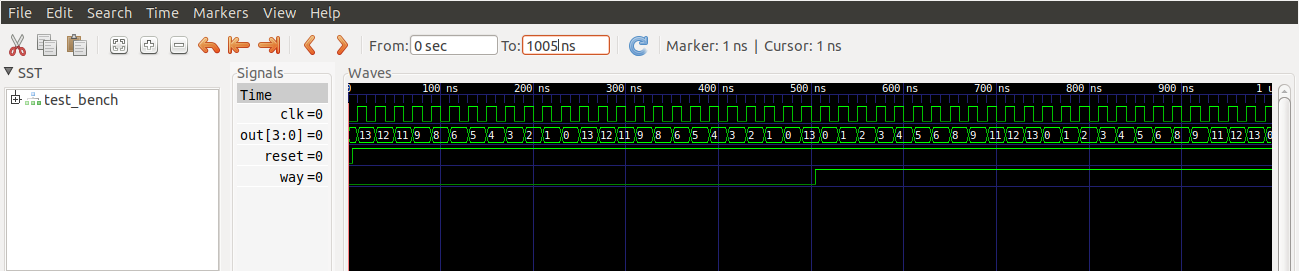 File Edit Search Time Markers View Help
From: 0 sec To: 1005 ns Marker: 1 ns | Cursor: 1 ns
SST
test_bench
Signals
Time
clk=0
out[3:0]=0
reset=0
way=0
Waves
0 100 ns 200 ns 300 ns 400 ns 500 ns 600 ns 700 ns 800 ns 900 ns 1 u
13 12 11 9 8 6 5 4 3 2 1 0 13 12 11 9 8 6 5 4 3 2 1 0 13 0 1 2 3 4 5 6 8 9 11 12 13 0 1 2 3 4 5 6 8 9 11 12 13 0